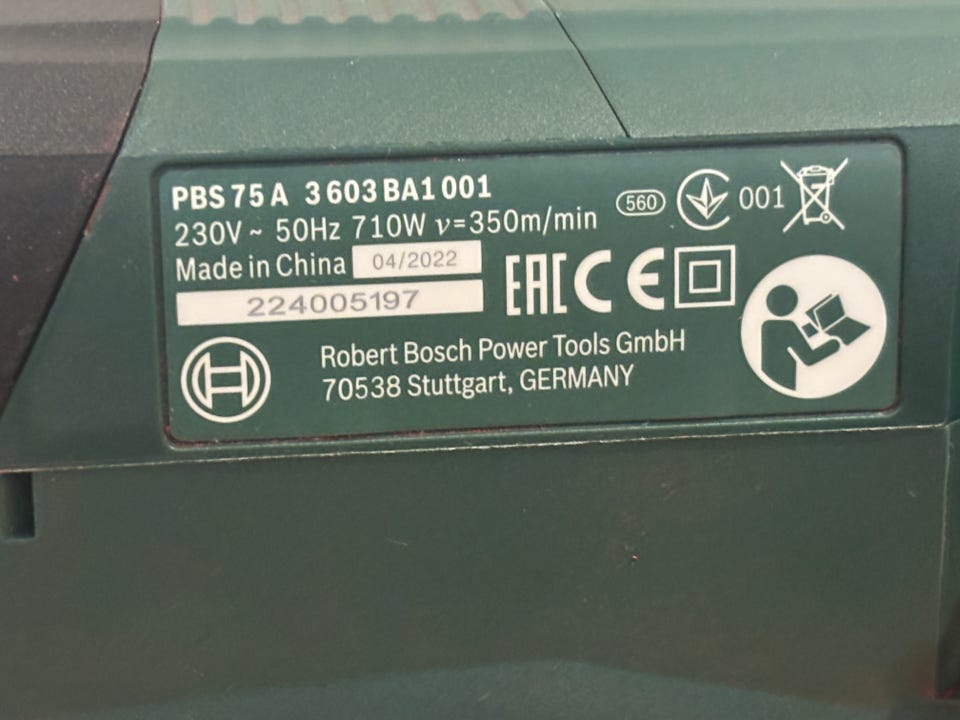 PBS 75 A 3 603 BA1 001
230V ~ 50Hz 710W v=350m/min
560 001
Made in China 04/2022
224005197
EAC CE
Robert Bosch Power Tools GmbH
70538 Stuttgart, GERMANY